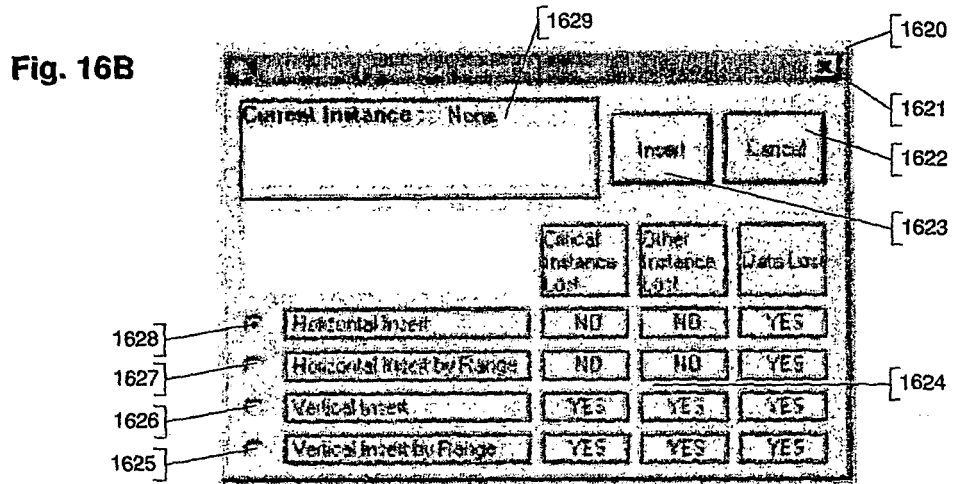 1629
1620
Fig. 16B
1621
Current Instance : None
Insert
Cancel
1622
1623
Critical Instance Lost
Other Instance Lost
Data Lost
1628
Horizontal Insert
NO
NO
YES
1627
Horizontal Insert by Range
NO
NO
YES
1624
1626
Vertical Insert
YES
YES
YES
1625
Vertical Insert by Range
YES
YES
YES